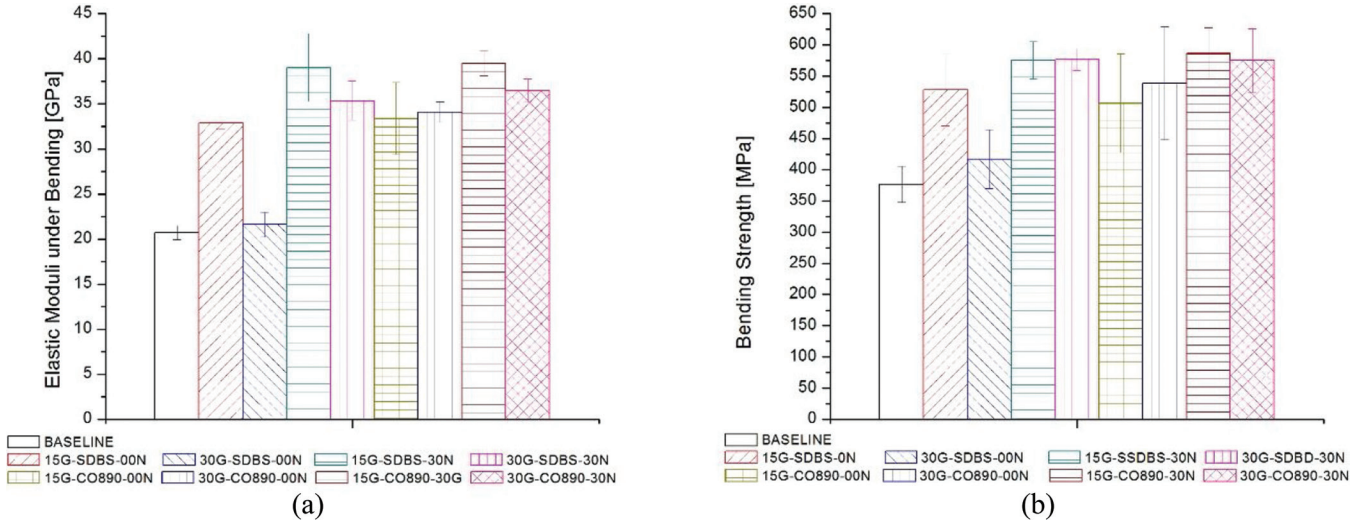 Elastic Moduli under Bending [GPa]
45
40
35
30
25
20
15
10
5
0
BASELINE
15G-SDBS-00N 30G-SDBS-00N 15G-SDBS-30N 30G-SDBS-30N
15G-CO890-00N 30G-CO890-00N 15G-CO890-30G 30G-CO890-30N
(a)
Bending Strength [MPa]
650
600
550
500
450
400
350
300
250
200
150
100
50
0
BASELINE
15G-SDBS-0N 30G-SDBS-00N 15G-SSDBS-30N 30G-SDBD-30N
15G-CO890-00N 30G-CO890-00N 15G-CO890-30N 30G-CO890-30N
(b)